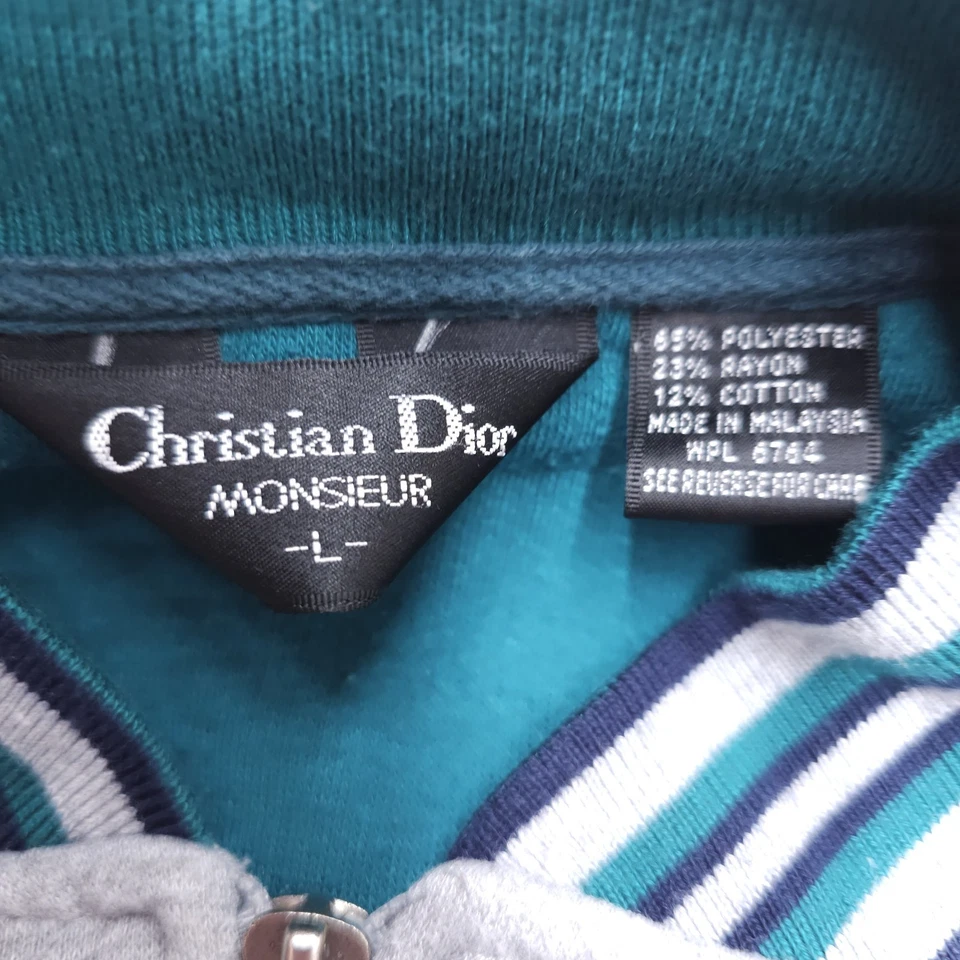 Christian Dior
MONSIEUR
-L-
65% POLYESTER
23% RAYON
12% COTTON
MADE IN MALAYSIA
WPL 6764
SEE REVERSE FOR CARE